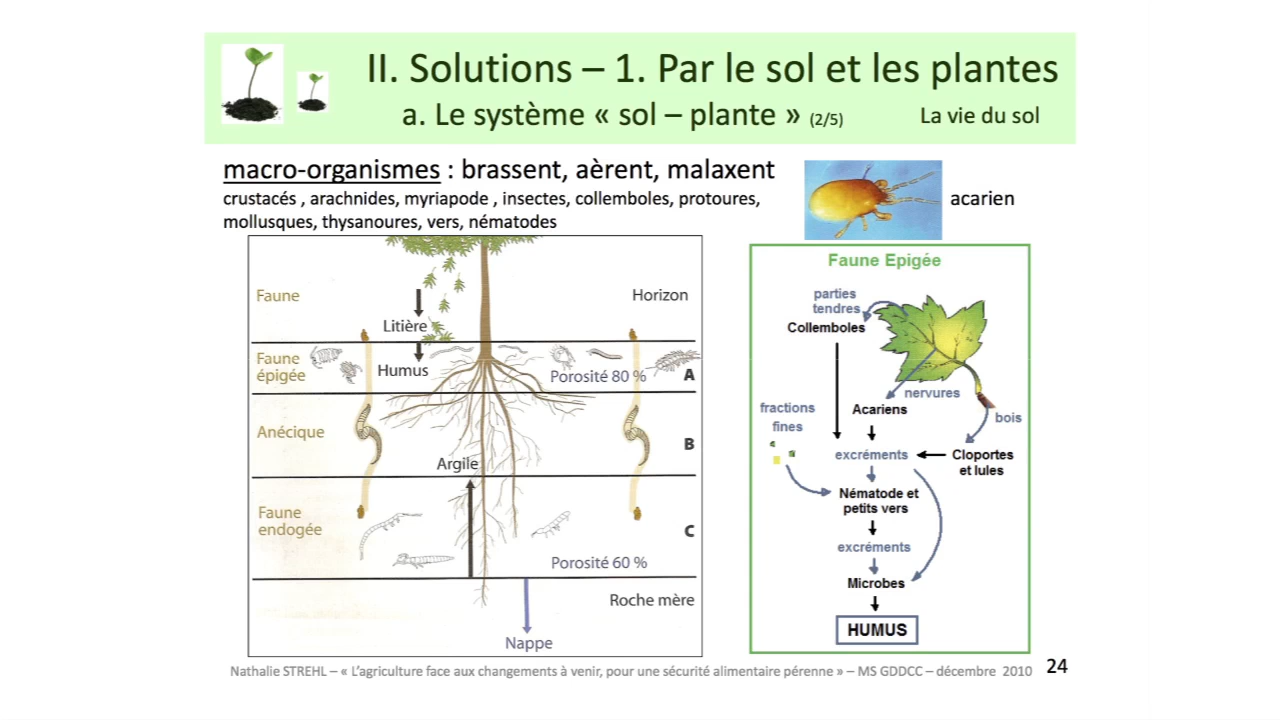 II. Solutions – 1. Par le sol et les plantes
a. Le système « sol – plante » (2/5)
La vie du sol
macro-organismes : brassent, aèrent, malaxent
crustacés , arachnides, myriapode , insectes, collemboles, protoures,
mollusques, thysanoures, vers, nématodes
acarien
Faune
Horizon
Litière
Faune
épigée
Humus
Porosité 80 %
A
Anécique
B
Argile
Faune
endogée
C
Porosité 60 %
Roche mère
Nappe
Faune Epigée
parties
tendres
Collemboles
nervures
fractions
fines
Acariens
bois
excréments
Cloportes
et lules
Nématode et
petits vers
excréments
Microbes
HUMUS
Nathalie STREHL – « L'agriculture face aux changements à venir, pour une sécurité alimentaire pérenne » – MS GDDCC – décembre 2010
24